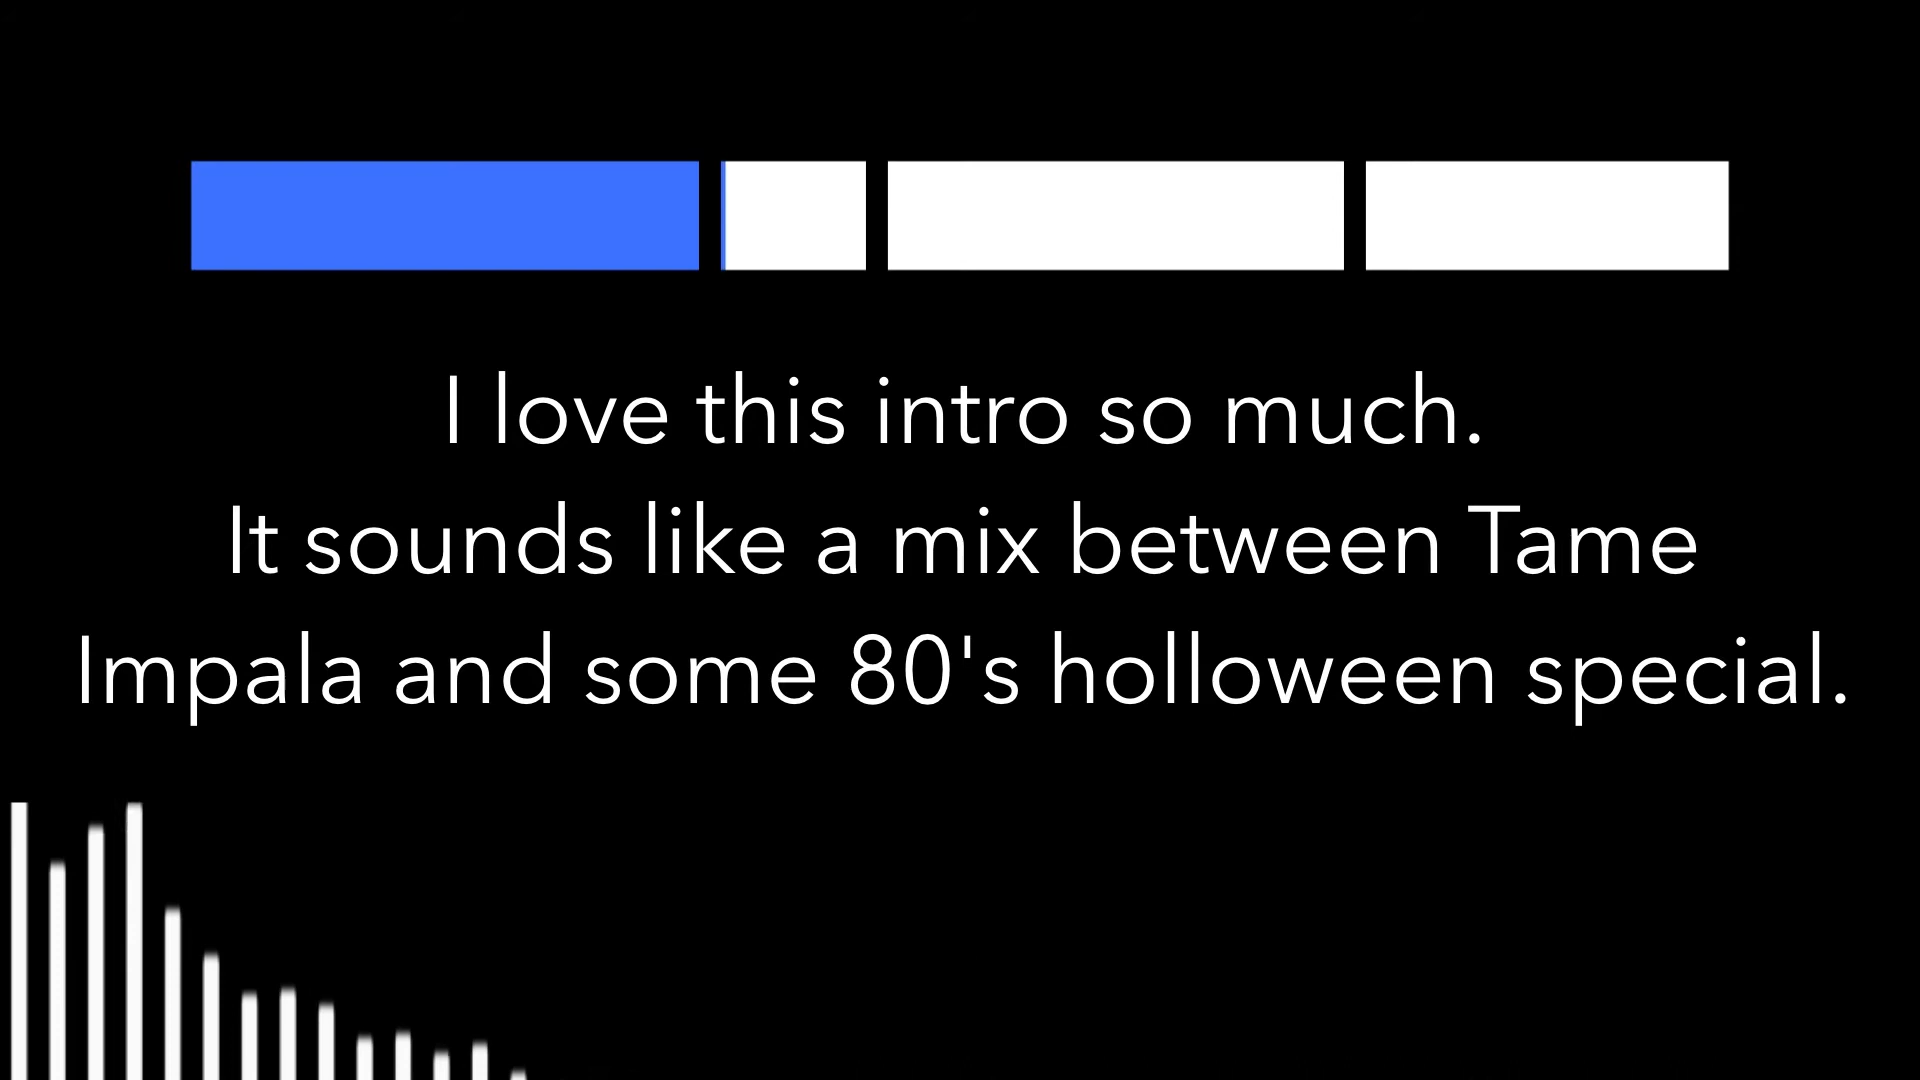 I love this intro so much.
It sounds like a mix between Tame
Impala and some 80's holloween special.